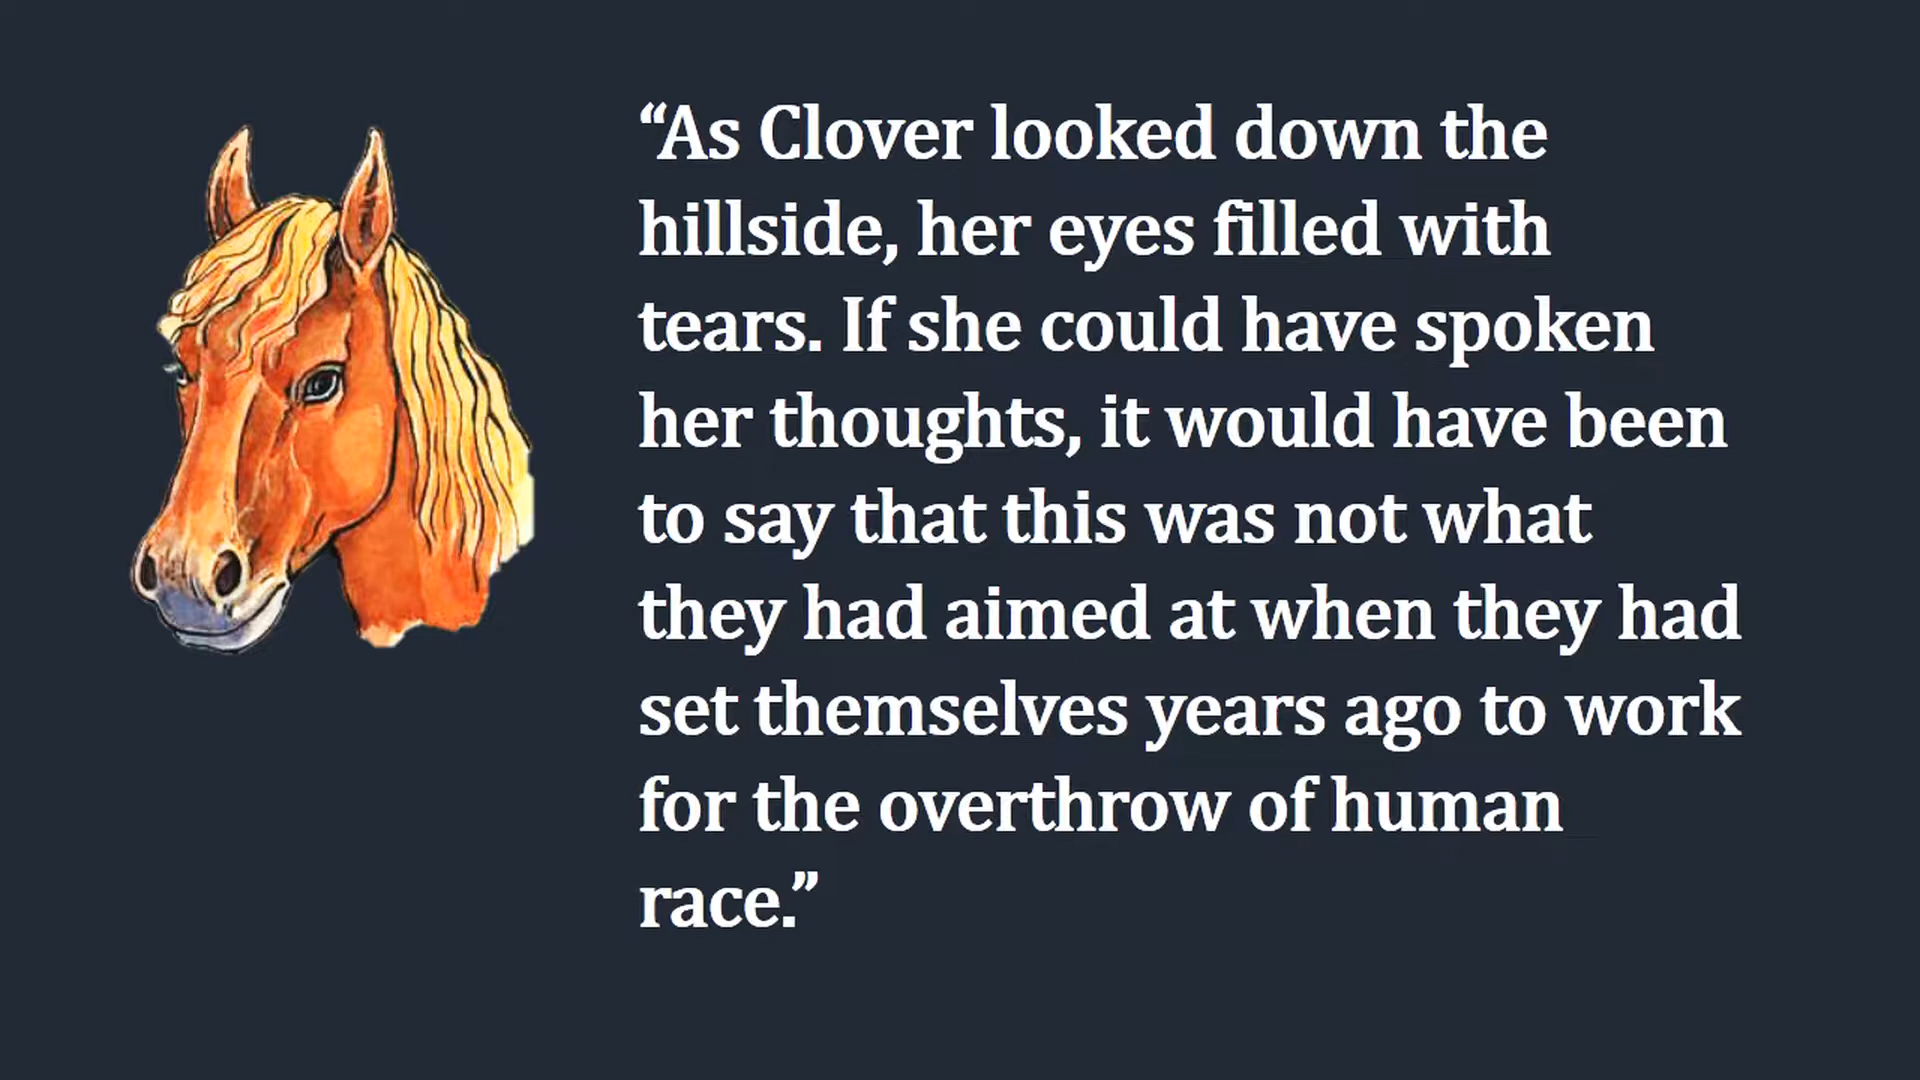 “As Clover looked down the
hillside, her eyes filled with
tears. If she could have spoken
her thoughts, it would have been
to say that this was not what
they had aimed at when they had
set themselves years ago to work
for the overthrow of human
race.”